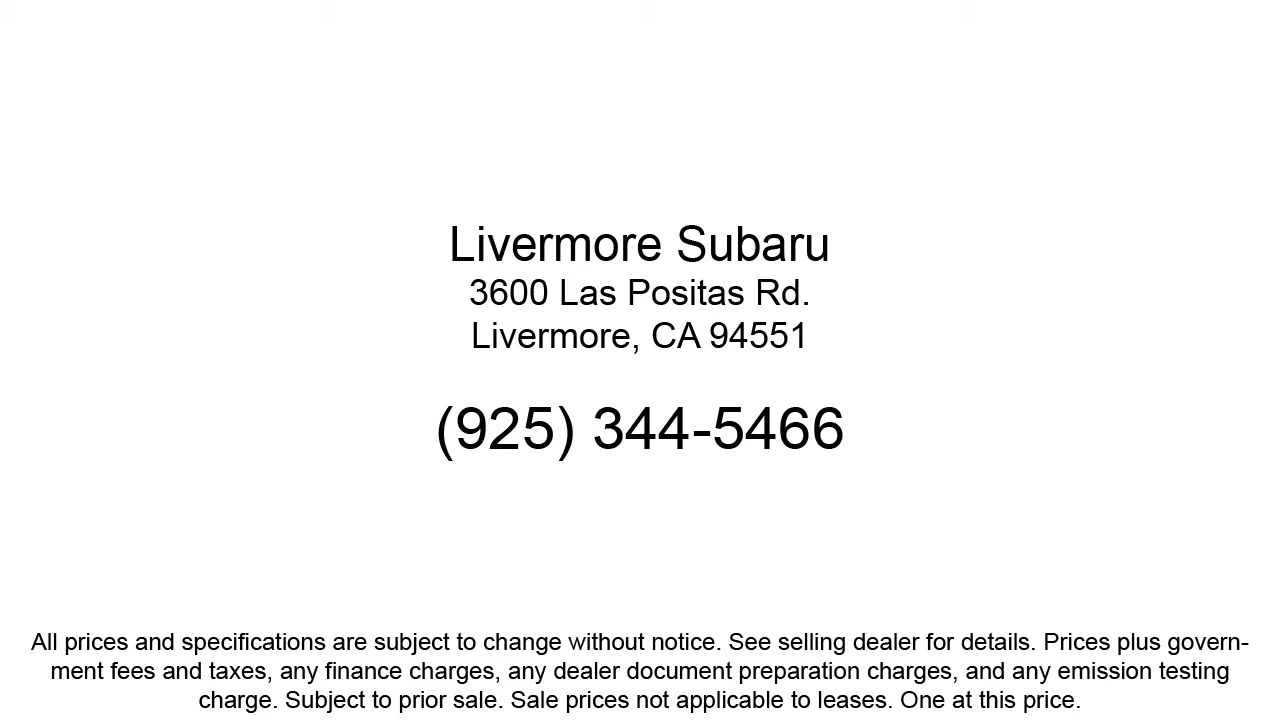 Livermore Subaru
3600 Las Positas Rd.
Livermore, CA 94551
(925) 344-5466
All prices and specifications are subject to change without notice. See selling dealer for details. Prices plus govern-
ment fees and taxes, any finance charges, any dealer document preparation charges, and any emission testing
charge. Subject to prior sale. Sale prices not applicable to leases. One at this price.